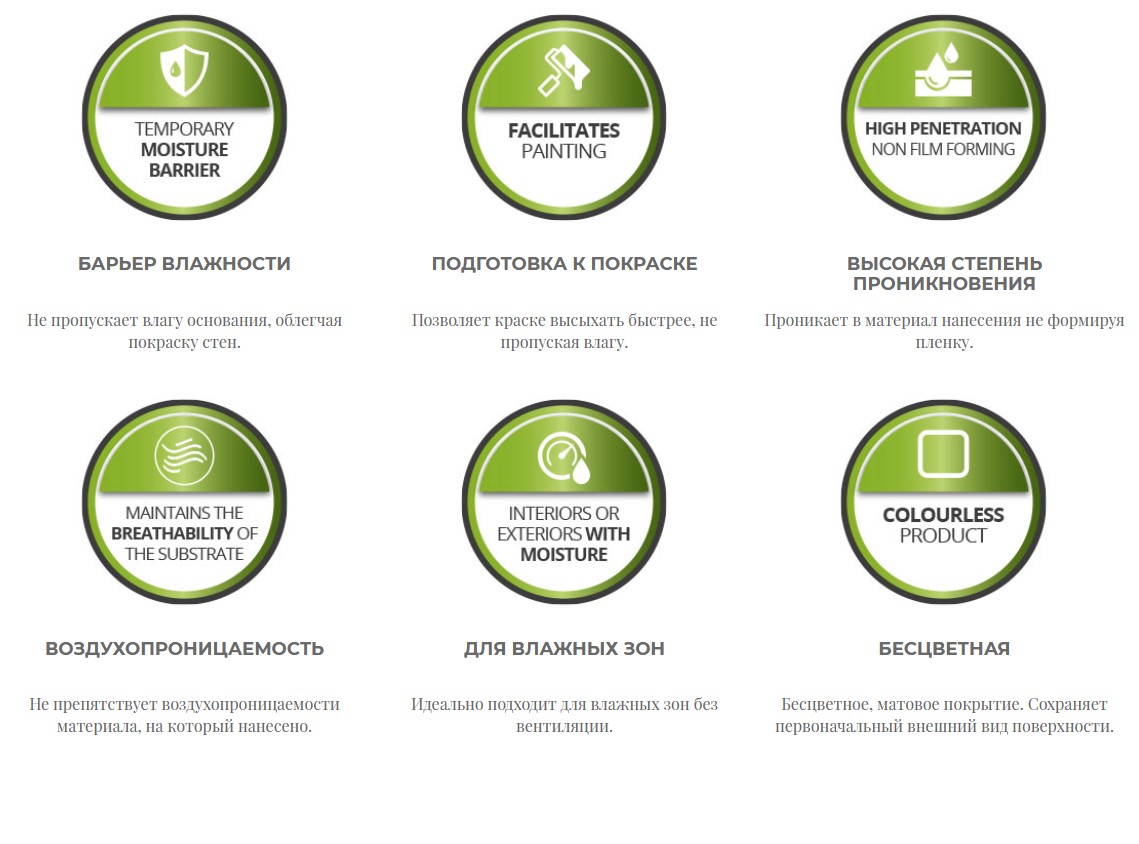 TEMPORARY
MOISTURE
BARRIER
FACILITATES
PAINTING
HIGH PENETRATION
NON FILM FORMING
БАРЬЕР ВЛАЖНОСТИ
ПОДГОТОВКА К ПОКРАСКЕ
ВЫСОКАЯ СТЕПЕНЬ
ПРОНИКНОВЕНИЯ
Не пропускает влагу основания, облегчая
покраску стен.
Позволяет краске высыхать быстрее, не
пропуская влагу.
Проникает в материал нанесения не формируя
пленку.
MAINTAINS THE
BREATHABILITY OF
THE SUBSTRATE
INTERIORS OR
EXTERIORS WITH
MOISTURE
COLOURLESS
PRODUCT
ВОЗДУХОПРОНИЦАЕМОСТЬ
ДЛЯ ВЛАЖНЫХ ЗОН
БЕСЦВЕТНАЯ
Не препятствует воздухопроницаемости
материала, на который нанесено.
Идеально подходит для влажных зон без
вентиляции.
Бесцветное, матовое покрытие. Сохраняет
первоначальный внешний вид поверхности.